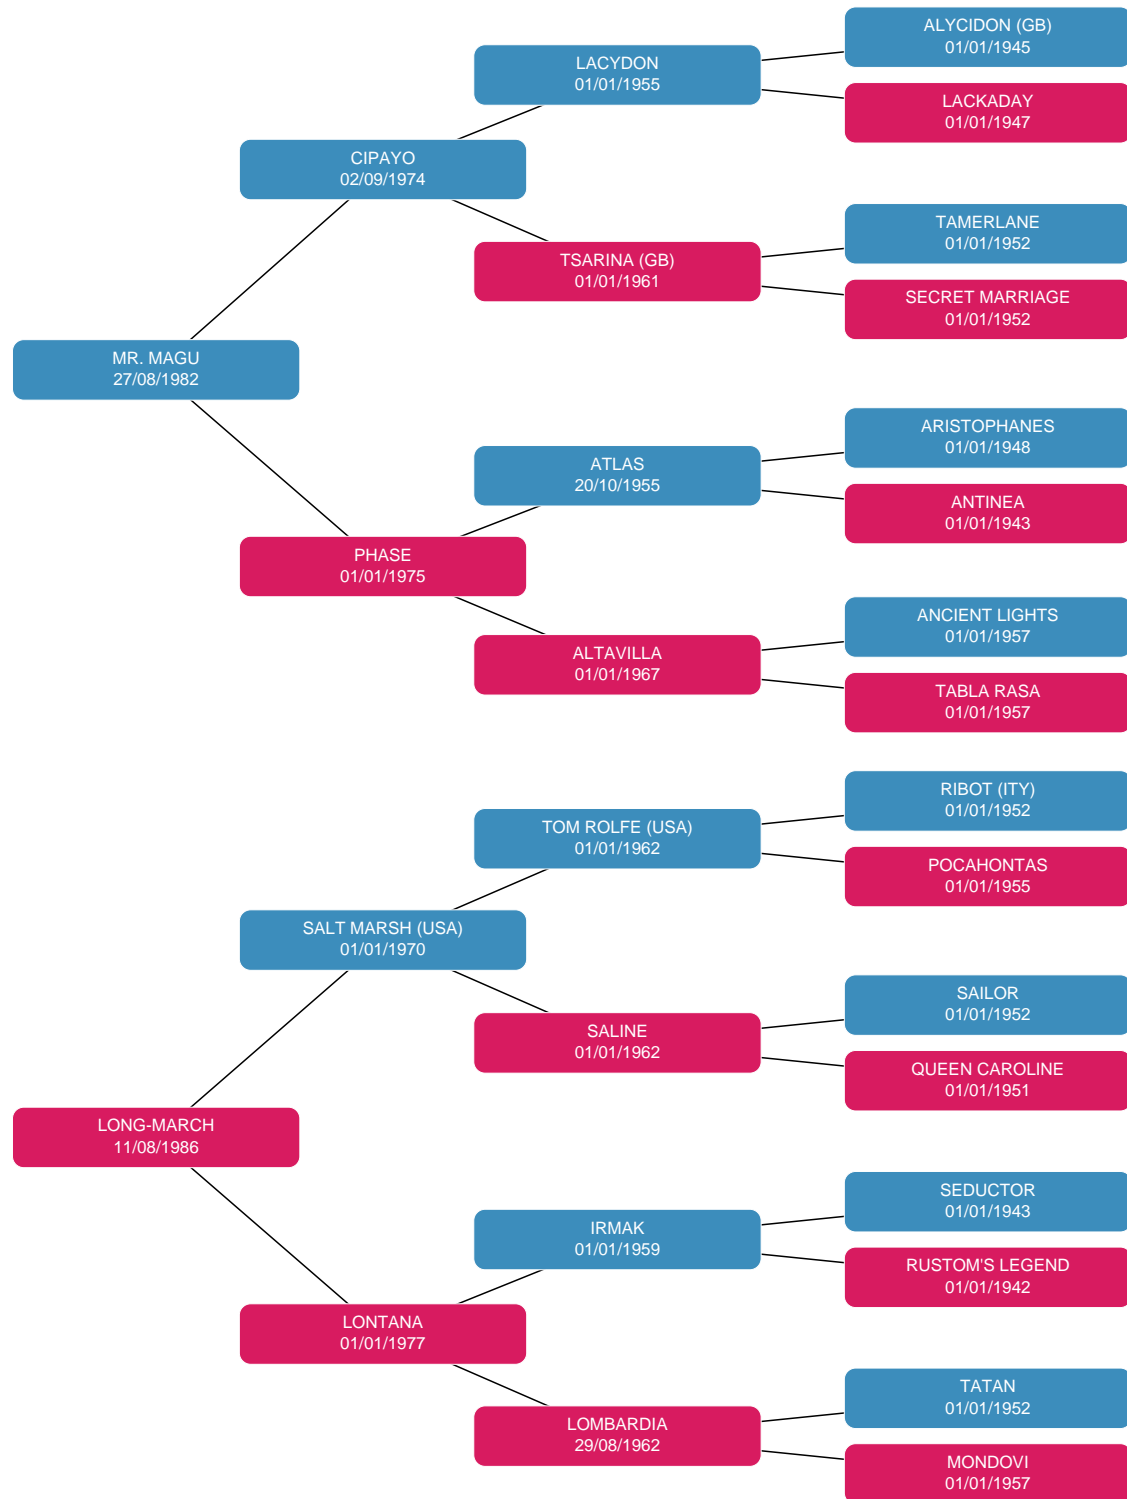 ALYCIDON (GB)
01/01/1945
LACYDON
01/01/1955
LACKADAY
01/01/1947
CIPAYO
02/09/1974
TAMERLANE
01/01/1952
TSARINA (GB)
01/01/1961
SECRET MARRIAGE
01/01/1952
MR. MAGU
27/08/1982
ARISTOPHANES
01/01/1948
ATLAS
20/10/1955
ANTINEA
01/01/1943
PHASE
01/01/1975
ANCIENT LIGHTS
01/01/1957
ALTAVILLA
01/01/1967
TABLA RASA
01/01/1957
RIBOT (ITY)
01/01/1952
TOM ROLFE (USA)
01/01/1962
POCAHONTAS
01/01/1955
SALT MARSH (USA)
01/01/1970
SAILOR
01/01/1952
SALINE
01/01/1962
QUEEN CAROLINE
01/01/1951
LONG-MARCH
11/08/1986
SEDUCTOR
01/01/1943
IRMAK
01/01/1959
RUSTOM'S LEGEND
01/01/1942
LONTANA
01/01/1977
TATAN
01/01/1952
LOMBARDIA
29/08/1962
MONDOVI
01/01/1957